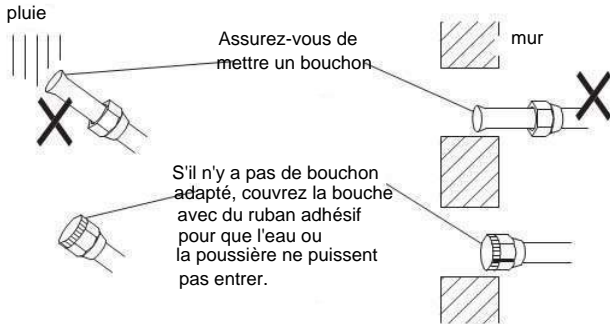 pluie
Assurez-vous de
mettre un bouchon
mur
S'il n'y a pas de bouchon
adapté, couvrez la bouche
avec du ruban adhésif
pour que l'eau ou
la poussière ne puissent
pas entrer.